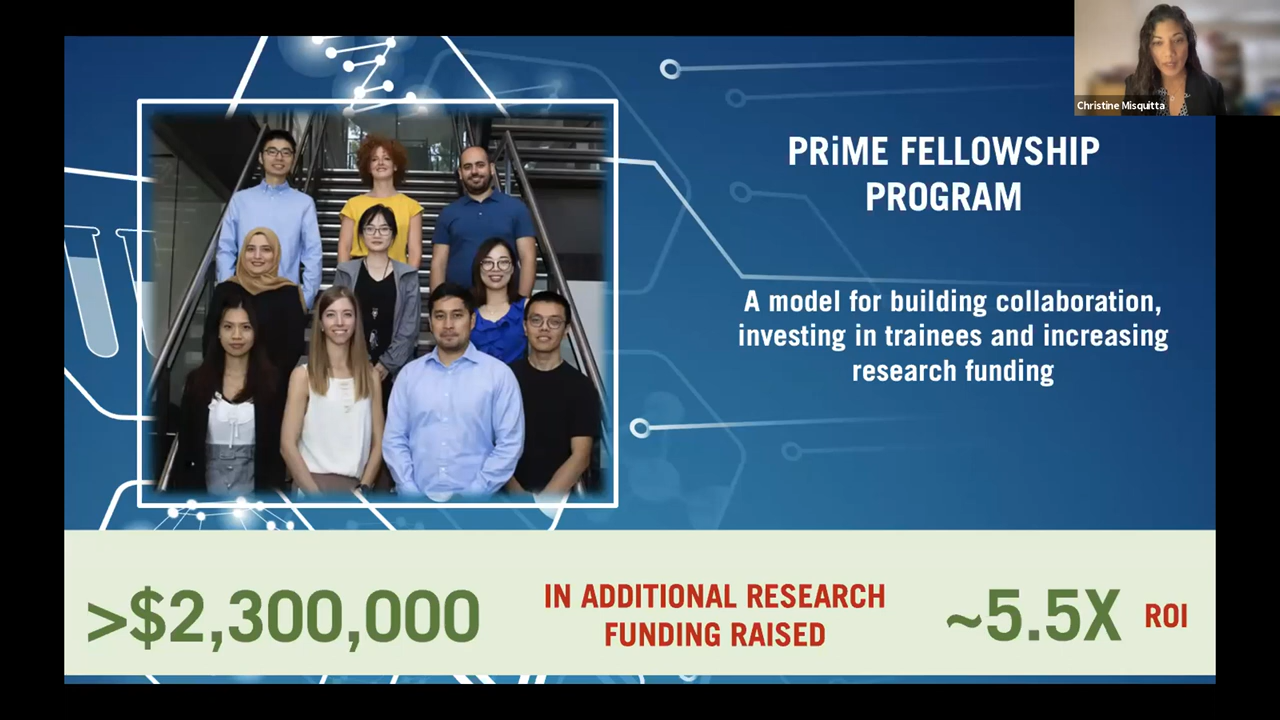 Christine Misquitta
PRiME FELLOWSHIP
PROGRAM
A model for building collaboration,
investing in trainees and increasing
research funding
>$2,300,000
IN ADDITIONAL RESEARCH
FUNDING RAISED
~5.5X ROI